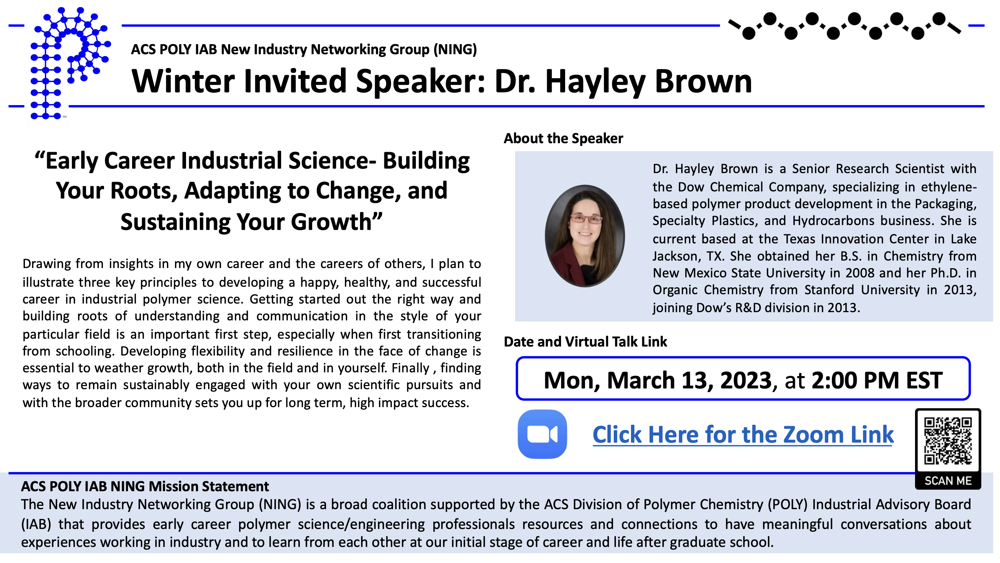 ACS POLY IAB New Industry Networking Group (NING)
Winter Invited Speaker: Dr. Hayley Brown
TM
“Early Career Industrial Science- Building
Your Roots, Adapting to Change, and
Sustaining Your Growth”
Drawing from insights in my own career and the careers of others, I plan to
illustrate three key principles to developing a happy, healthy, and successful
career in industrial polymer science. Getting started out the right way and
building roots of understanding and communication in the style of your
particular field is an important first step, especially when first transitioning
from schooling. Developing flexibility and resilience in the face of change is
essential to weather growth, both in the field and in yourself. Finally , finding
ways to remain sustainably engaged with your own scientific pursuits and
with the broader community sets you up for long term, high impact success.
About the Speaker
Dr. Hayley Brown is a Senior Research Scientist with
the Dow Chemical Company, specializing in ethylene-
based polymer product development in the Packaging,
Specialty Plastics, and Hydrocarbons business. She is
current based at the Texas Innovation Center in Lake
Jackson, TX. She obtained her B.S. in Chemistry from
New Mexico State University in 2008 and her Ph.D. in
Organic Chemistry from Stanford University in 2013,
joining Dow’s R&D division in 2013.
Date and Virtual Talk Link
Mon, March 13, 2023, at 2:00 PM EST
Click Here for the Zoom Link
SCAN ME
ACS POLY IAB NING Mission Statement
The New Industry Networking Group (NING) is a broad coalition supported by the ACS Division of Polymer Chemistry (POLY) Industrial Advisory Board
(IAB) that provides early career polymer science/engineering professionals resources and connections to have meaningful conversations about
experiences working in industry and to learn from each other at our initial stage of career and life after graduate school.